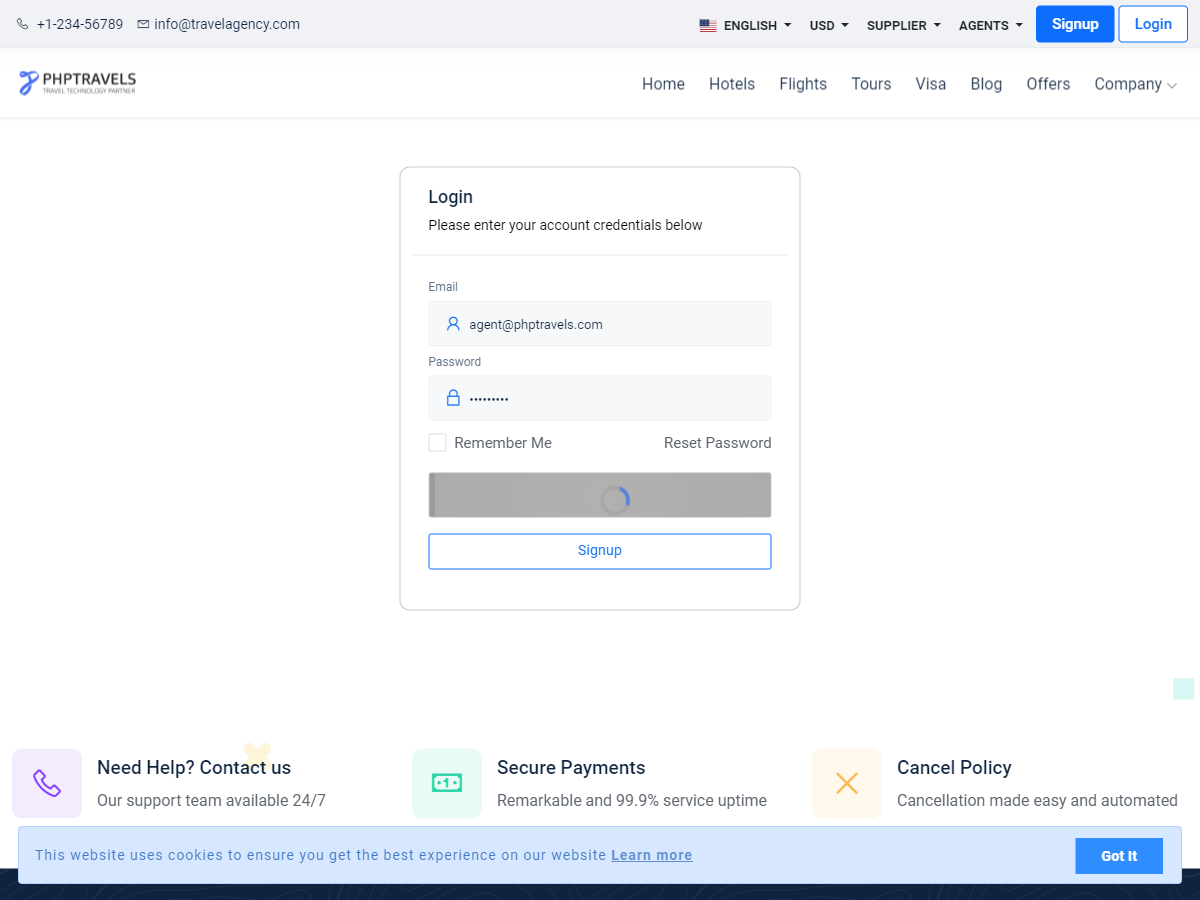 +1-234-56789 info@travelagency.com ENGLISH USD SUPPLIER AGENTS Signup Login
PHPTRAVELS
TRAVEL TECHNOLOGY PARTNER
Home Hotels Flights Tours Visa Blog Offers Company
Login
Please enter your account credentials below
Email
agent@phptravels.com
Password
•••••••••
Remember Me Reset Password
Signup
Need Help? Contact us
Our support team available 24/7
Secure Payments
Remarkable and 99.9% service uptime
Cancel Policy
Cancellation made easy and automated
This website uses cookies to ensure you get the best experience on our website Learn more
Got It